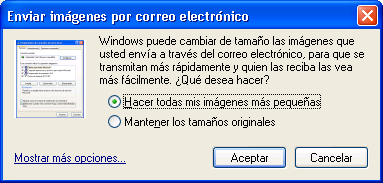 Enviar imágenes por correo electrónico
Windows puede cambiar de tamaño las imágenes que
usted envía a través del correo electrónico, para que se
transmitan más rápidamente y quien las reciba las vea
más fácilmente. ¿Qué desea hacer?
Hacer todas mis imágenes más pequeñas
Mantener los tamaños originales
Mostrar más opciones...
Aceptar
Cancelar